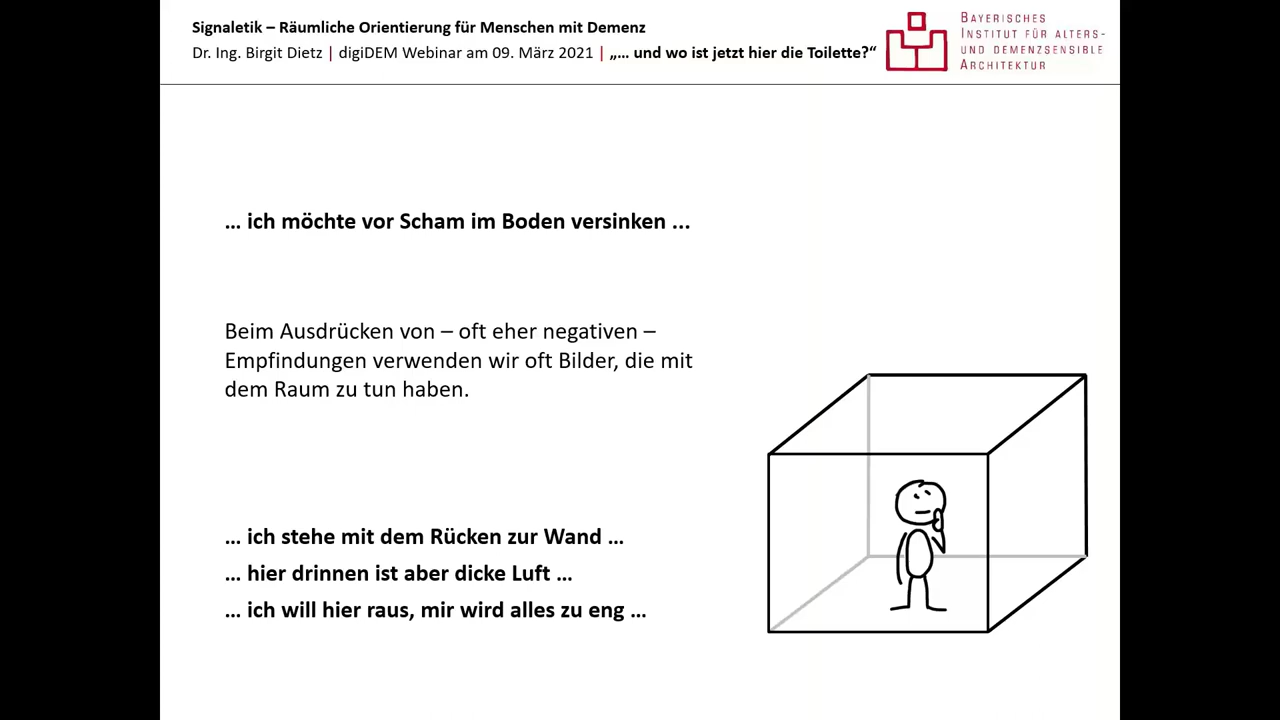 Signaletik – Räumliche Orientierung für Menschen mit Demenz
Dr. Ing. Birgit Dietz | digiDEM Webinar am 09. März 2021 | „… und wo ist jetzt hier die Toilette?“
Bayerisches
Institut für alters-
und demenzsensible
Architektur
… ich möchte vor Scham im Boden versinken …
Beim Ausdrücken von – oft eher negativen –
Empfindungen verwenden wir oft Bilder, die mit
dem Raum zu tun haben.
… ich stehe mit dem Rücken zur Wand …
… hier drinnen ist aber dicke Luft …
… ich will hier raus, mir wird alles zu eng …